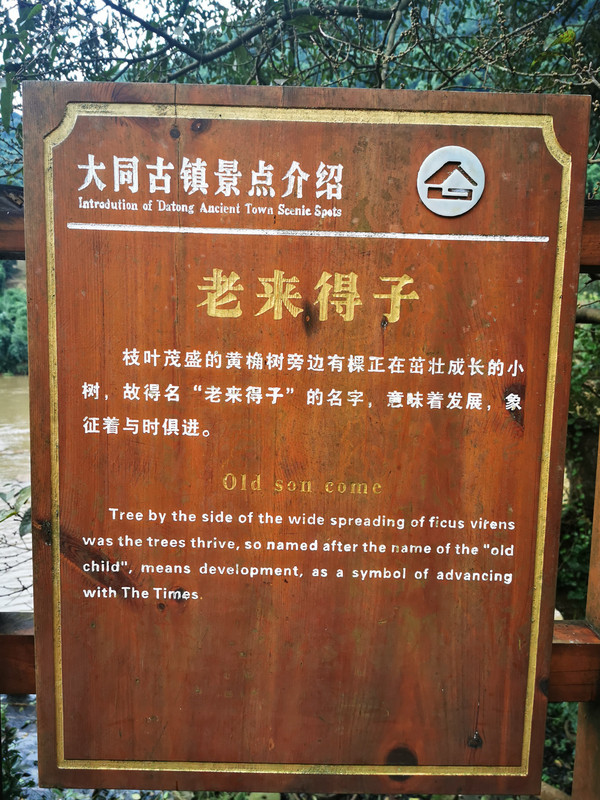 大同古镇景点介绍
Introdution of Datong Ancient Town Scenic Spots
老来得子
枝叶茂盛的黄桷树旁边有棵正在茁壮成长的小
树，故得名“老来得子”的名字，意味着发展，象
征着与时俱进。
Old son come
Tree by the side of the wide spreading of ficus virens
was the trees thrive, so named after the name of the "old
child", means development, as a symbol of advancing
with The Times.